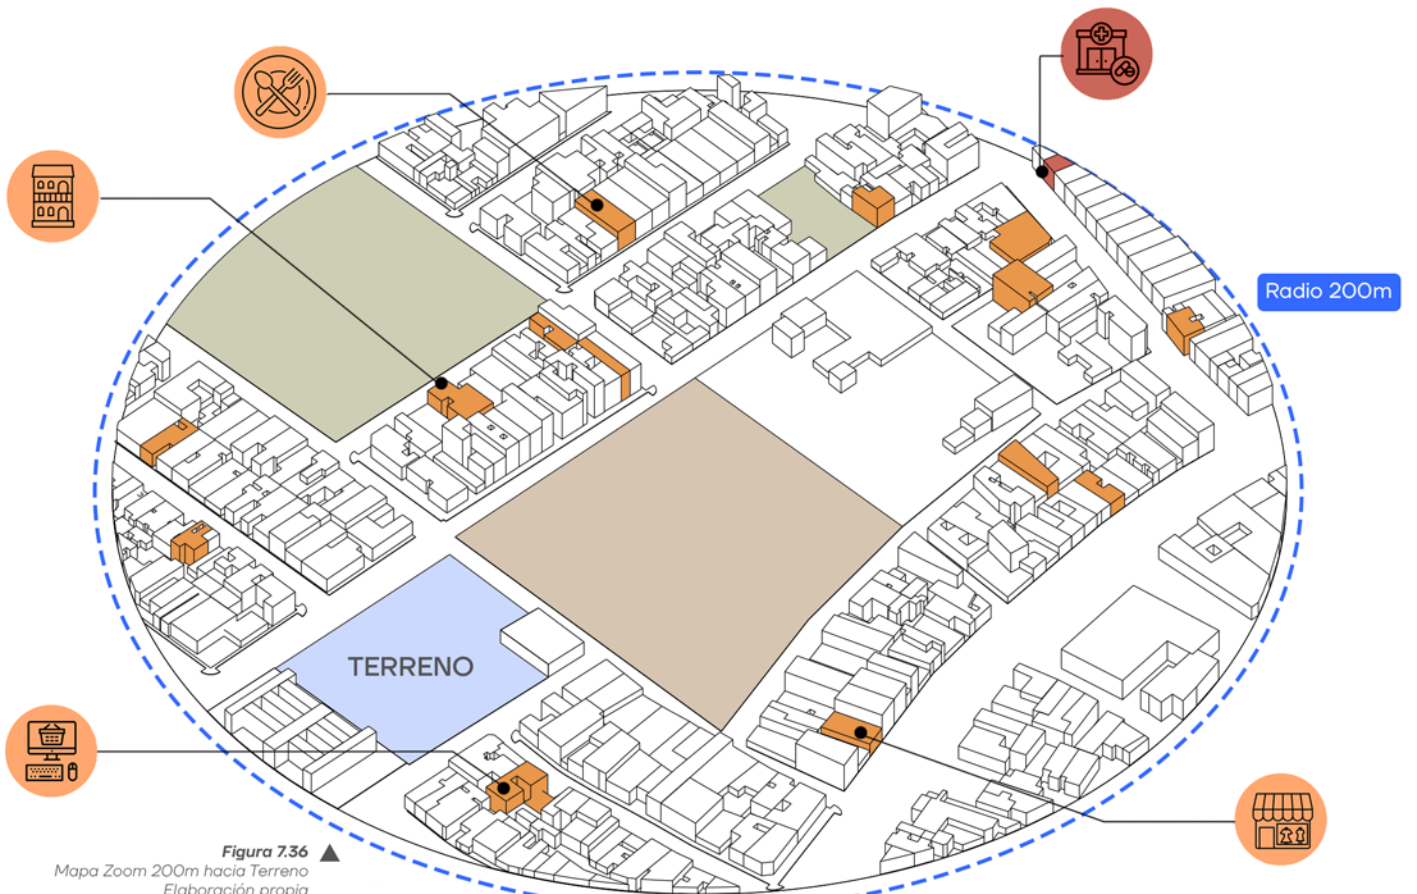 Radio 200m
TERRENO
Figura 7.36
Mapa Zoom 200m hacia Terreno
Elaboración propia